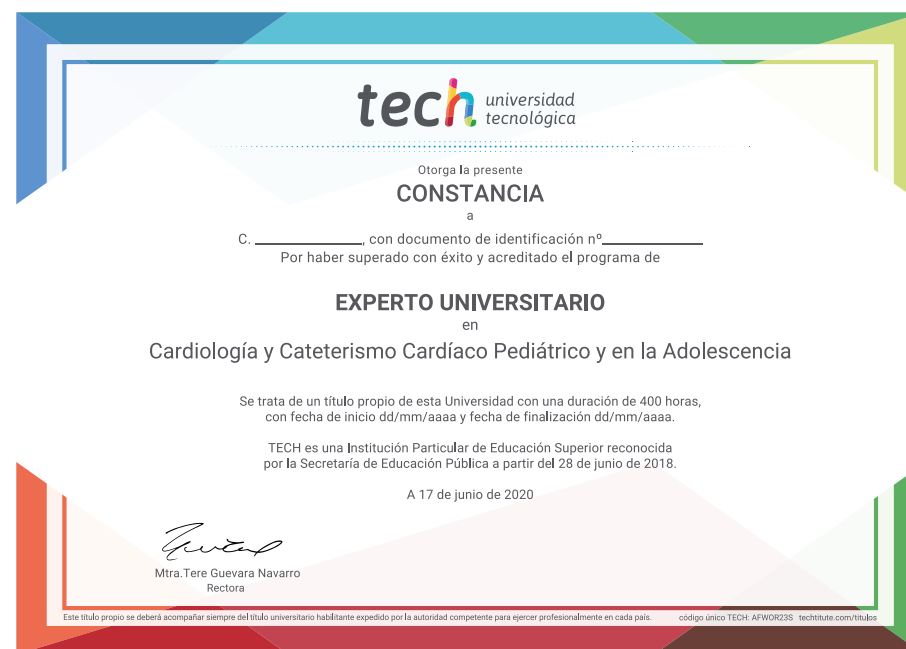 tech universidad
tecnológica
Otorga la presente
CONSTANCIA
a
C. ____________, con documento de identificación nº____________
Por haber superado con éxito y acreditado el programa de
EXPERTO UNIVERSITARIO
en
Cardiología y Cateterismo Cardíaco Pediátrico y en la Adolescencia
Se trata de un título propio de esta Universidad con una duración de 400 horas,
con fecha de inicio dd/mm/aaaa y fecha de finalización dd/mm/aaaa.
TECH es una Institución Particular de Educación Superior reconocida
por la Secretaría de Educación Pública a partir del 28 de junio de 2018.
A 17 de junio de 2020
Mtra.Tere Guevara Navarro
Rectora
Este título propio se deberá acompañar siempre del título universitario habilitante expedido por la autoridad competente para ejercer profesionalmente en cada país. código único TECH: AFWOR23S techtitute.com/titulos